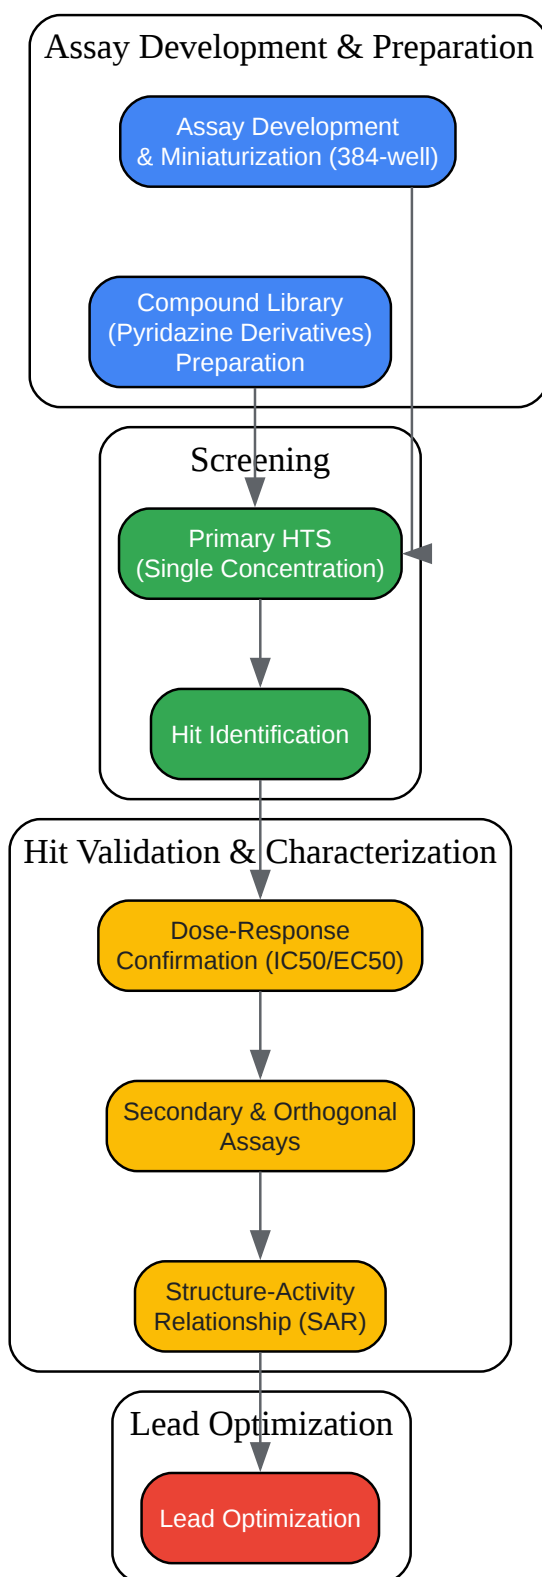 Assay Development & Preparation
Assay Development
& Miniaturization (384-well)
Compound Library
(Pyridazine Derivatives)
Preparation
Screening
Primary HTS
(Single Concentration)
Hit Identification
Hit Validation & Characterization
Dose-Response
Confirmation (IC50/EC50)
Secondary & Orthogonal
Assays
Structure-Activity
Relationship (SAR)
Lead Optimization
Lead Optimization